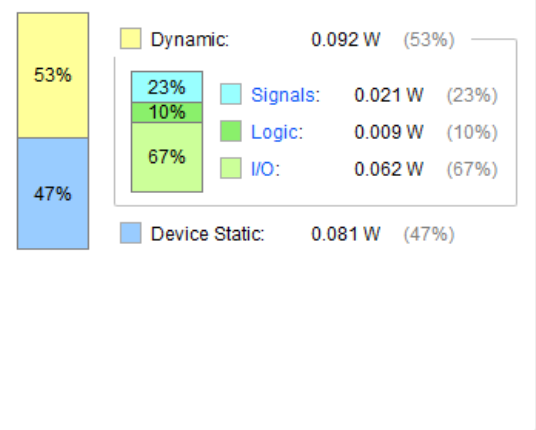 Dynamic: 0.092 W (53%)
53%
23%
Signals: 0.021 W (23%)
10%
Logic: 0.009 W (10%)
67%
I/O: 0.062 W (67%)
47%
Device Static: 0.081 W (47%)